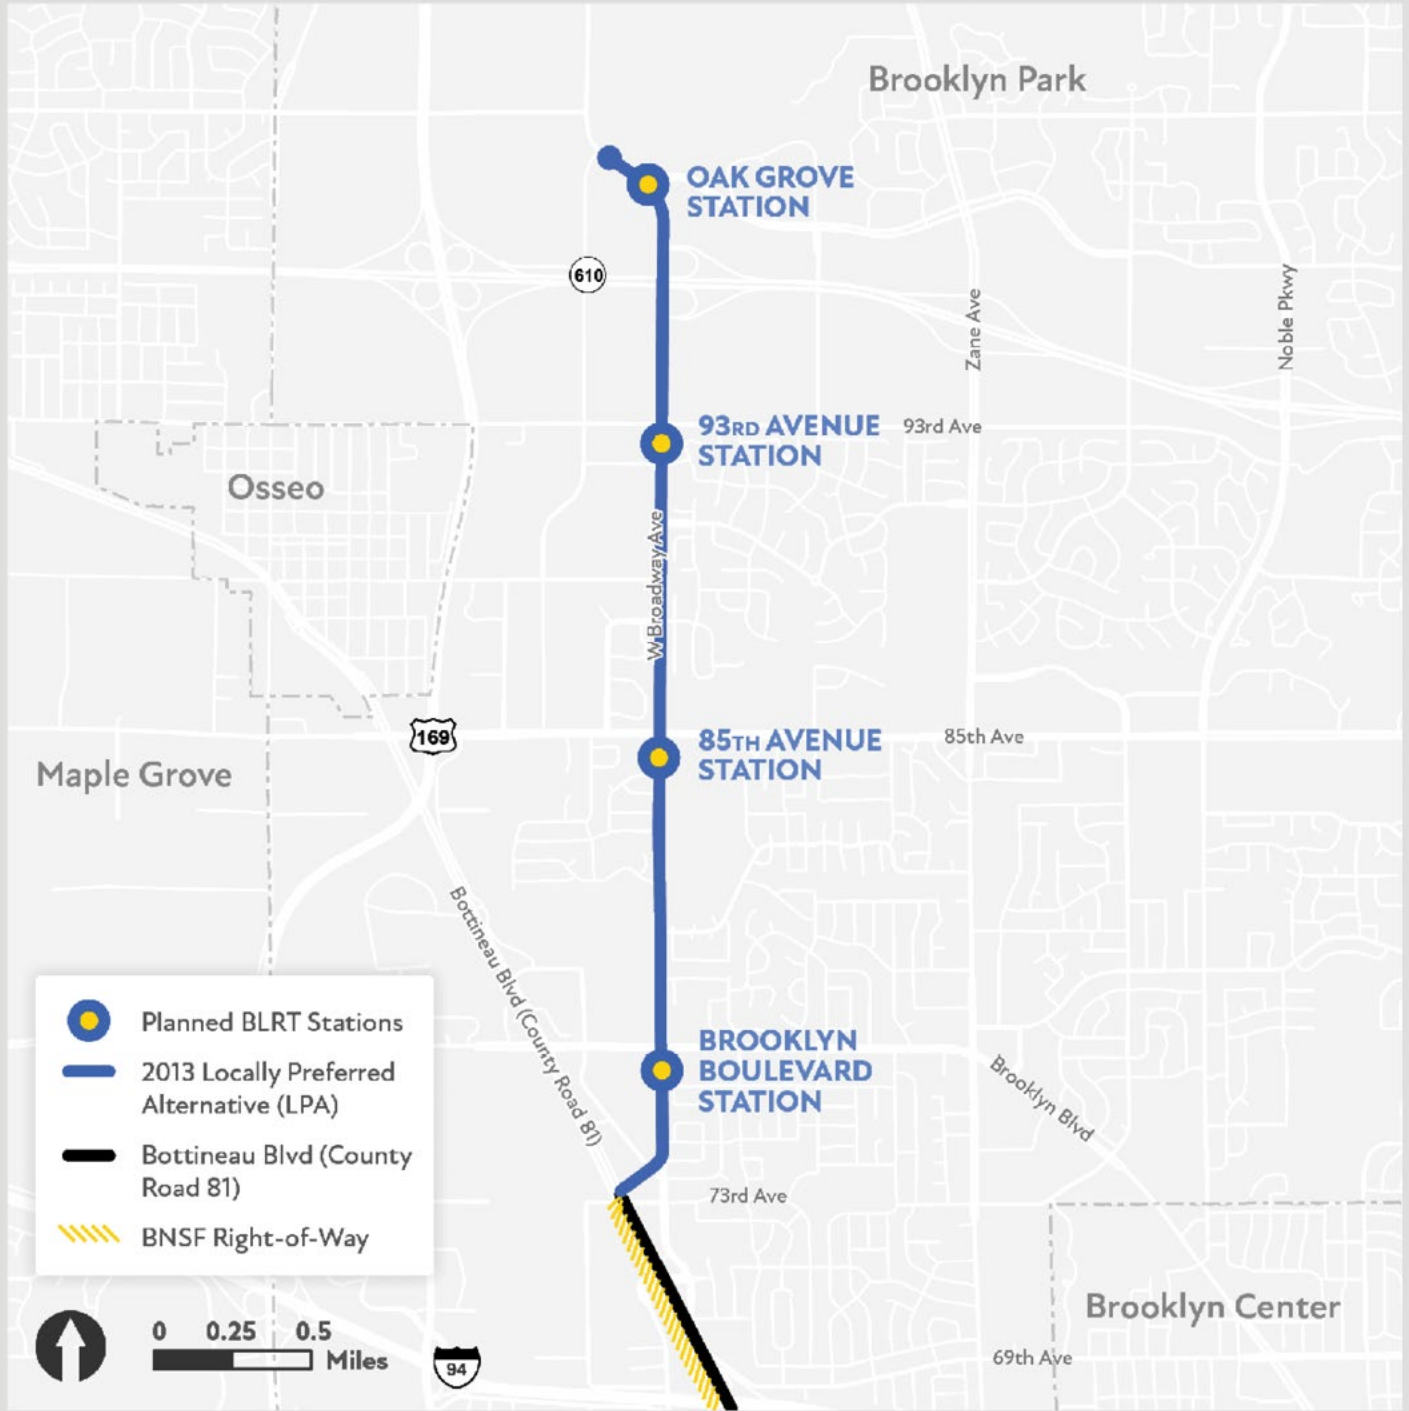 Brooklyn Park
OAK GROVE
STATION
610
Zane Ave
Noble Pkwy
93RD AVENUE
STATION
93rd Ave
Osseo
W Broadway Ave
169
85TH AVENUE
STATION
85th Ave
Maple Grove
Bottineau Blvd (County Road 81)
BROOKLYN
BOULEVARD
STATION
Brooklyn Blvd
73rd Ave
Brooklyn Center
69th Ave
Planned BLRT Stations
2013 Locally Preferred
Alternative (LPA)
Bottineau Blvd (County
Road 81)
BNSF Right-of-Way
0 0.25 0.5
Miles
94